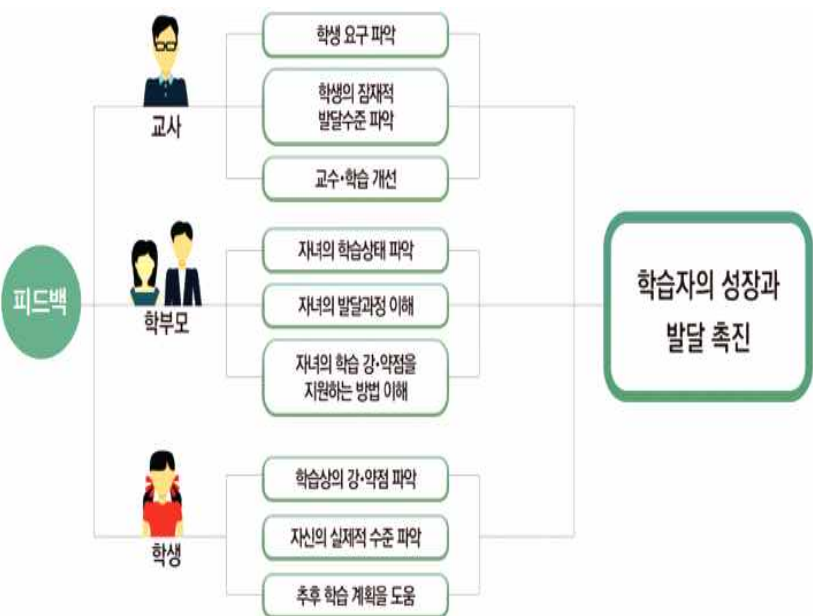 피드백
교사
학생 요구 파악
학생의 잠재적
발달수준 파악
교수•학습 개선
학부모
자녀의 학습상태 파악
자녀의 발달과정 이해
자녀의 학습 강•약점을
지원하는 방법 이해
학생
학습상의 강•약점 파악
자신의 실제적 수준 파악
추후 학습 계획을 도움
학습자의 성장과
발달 촉진